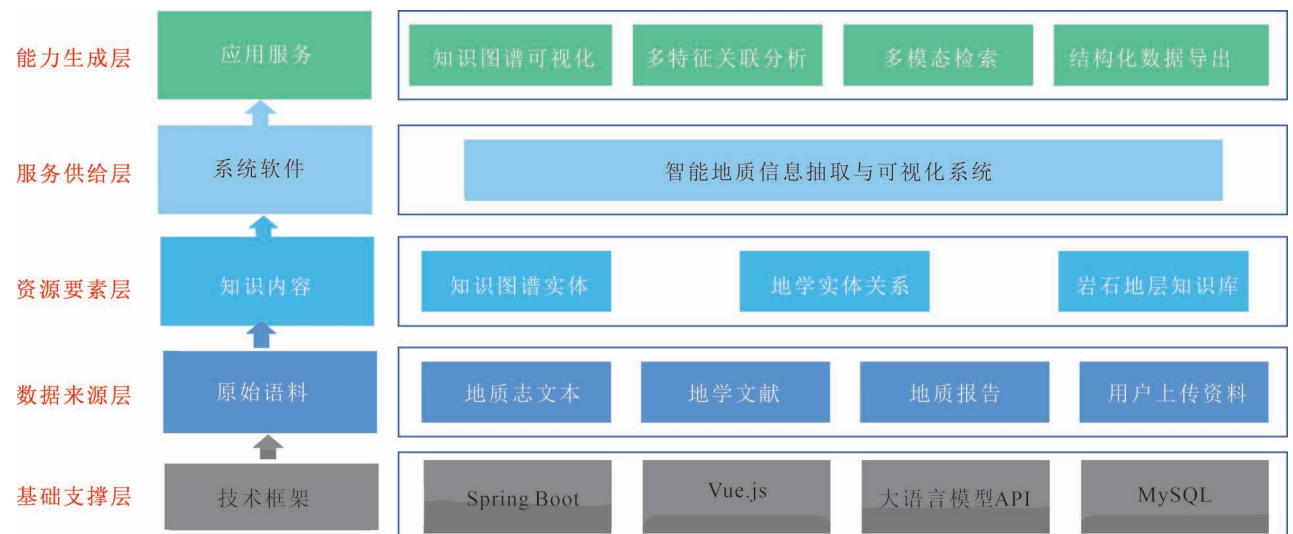 能力生成层
应用服务
知识图谱可视化
多特征关联分析
多模态检索
结构化数据导出
服务供给层
系统软件
智能地质信息抽取与可视化系统
资源要素层
知识内容
知识图谱实体
地学实体关系
岩石地层知识库
数据来源层
原始语料
地质志文本
地学文献
地质报告
用户上传资料
基础支撑层
技术框架
Spring Boot
Vue.js
大语言模型API
MySQL